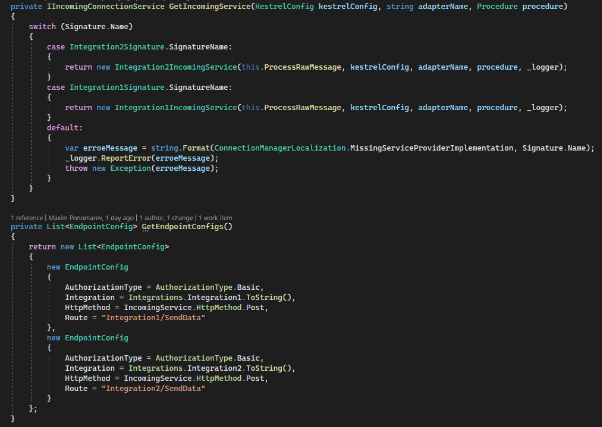 private IIncomingConnectionService GetIncomingService(KestrelConfig kestrelConfig, string adapterName, Procedure procedure)
{
switch (Signature.Name)
{
case Integration2Signature.SignatureName:
{
return new Integration2IncomingService(this.ProcessRawMessage, kestrelConfig, adapterName, procedure, _logger);
}
case Integration1Signature.SignatureName:
{
return new Integration1IncomingService(this.ProcessRawMessage, kestrelConfig, adapterName, procedure, _logger);
}
default:
{
var erroeMessage = string.Format(ConnectionManagerLocalization.MissingServiceProviderImplementation, Signature.Name);
_logger.ReportError(erroeMessage);
throw new Exception(erroeMessage);
}
}
}
1 reference | Maxim Ponomarev, 1 day ago | 1 author, 1 change | 1 work item
private List<EndpointConfig> GetEndpointConfigs()
{
return new List<EndpointConfig>
{
new EndpointConfig
{
AuthorizationType = AuthorizationType.Basic,
Integration = Integrations.Integration1.ToString(),
HttpMethod = IncomingService.HttpMethod.Post,
Route = "Integration1/SendData"
},
new EndpointConfig
{
AuthorizationType = AuthorizationType.Basic,
Integration = Integrations.Integration2.ToString(),
HttpMethod = IncomingService.HttpMethod.Post,
Route = "Integration2/SendData"
}
};
}